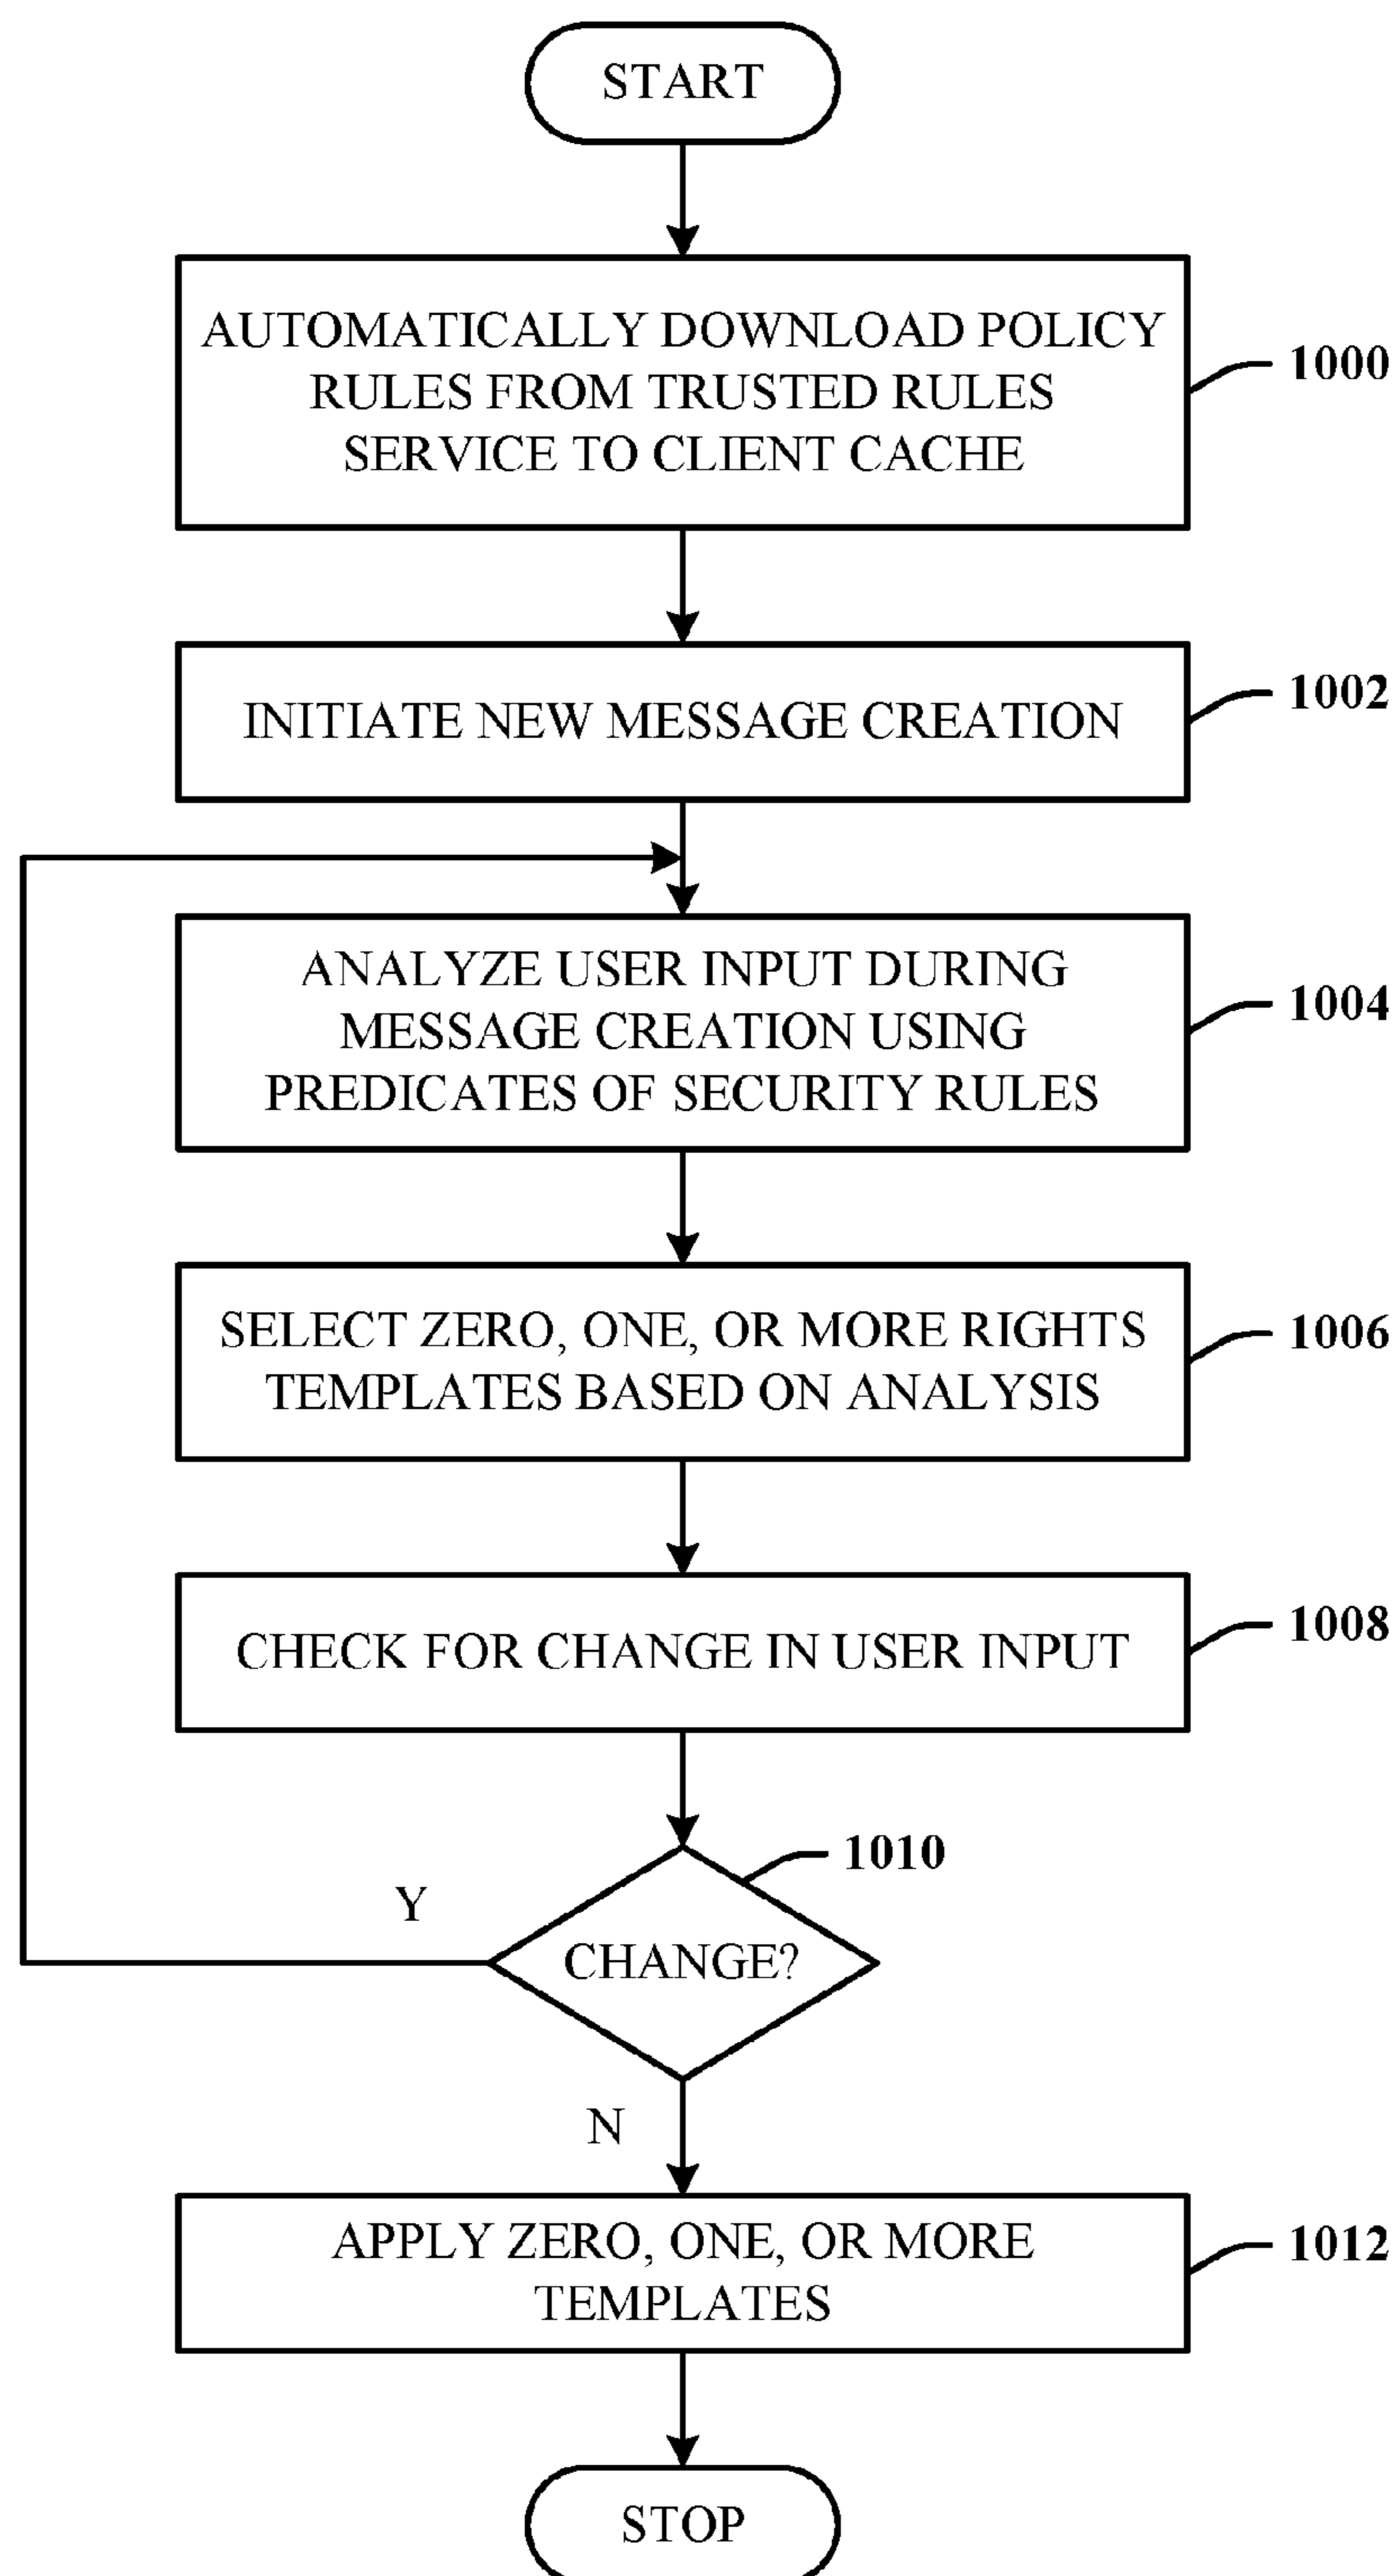 START
AUTOMATICALLY DOWNLOAD POLICY
RULES FROM TRUSTED RULES
SERVICE TO CLIENT CACHE
1000
INITIATE NEW MESSAGE CREATION
1002
ANALYZE USER INPUT DURING
MESSAGE CREATION USING
PREDICATES OF SECURITY RULES
1004
SELECT ZERO, ONE, OR MORE RIGHTS
TEMPLATES BASED ON ANALYSIS
1006
CHECK FOR CHANGE IN USER INPUT
1008
1010
Y
CHANGE?
N
APPLY ZERO, ONE, OR MORE
TEMPLATES
1012
STOP